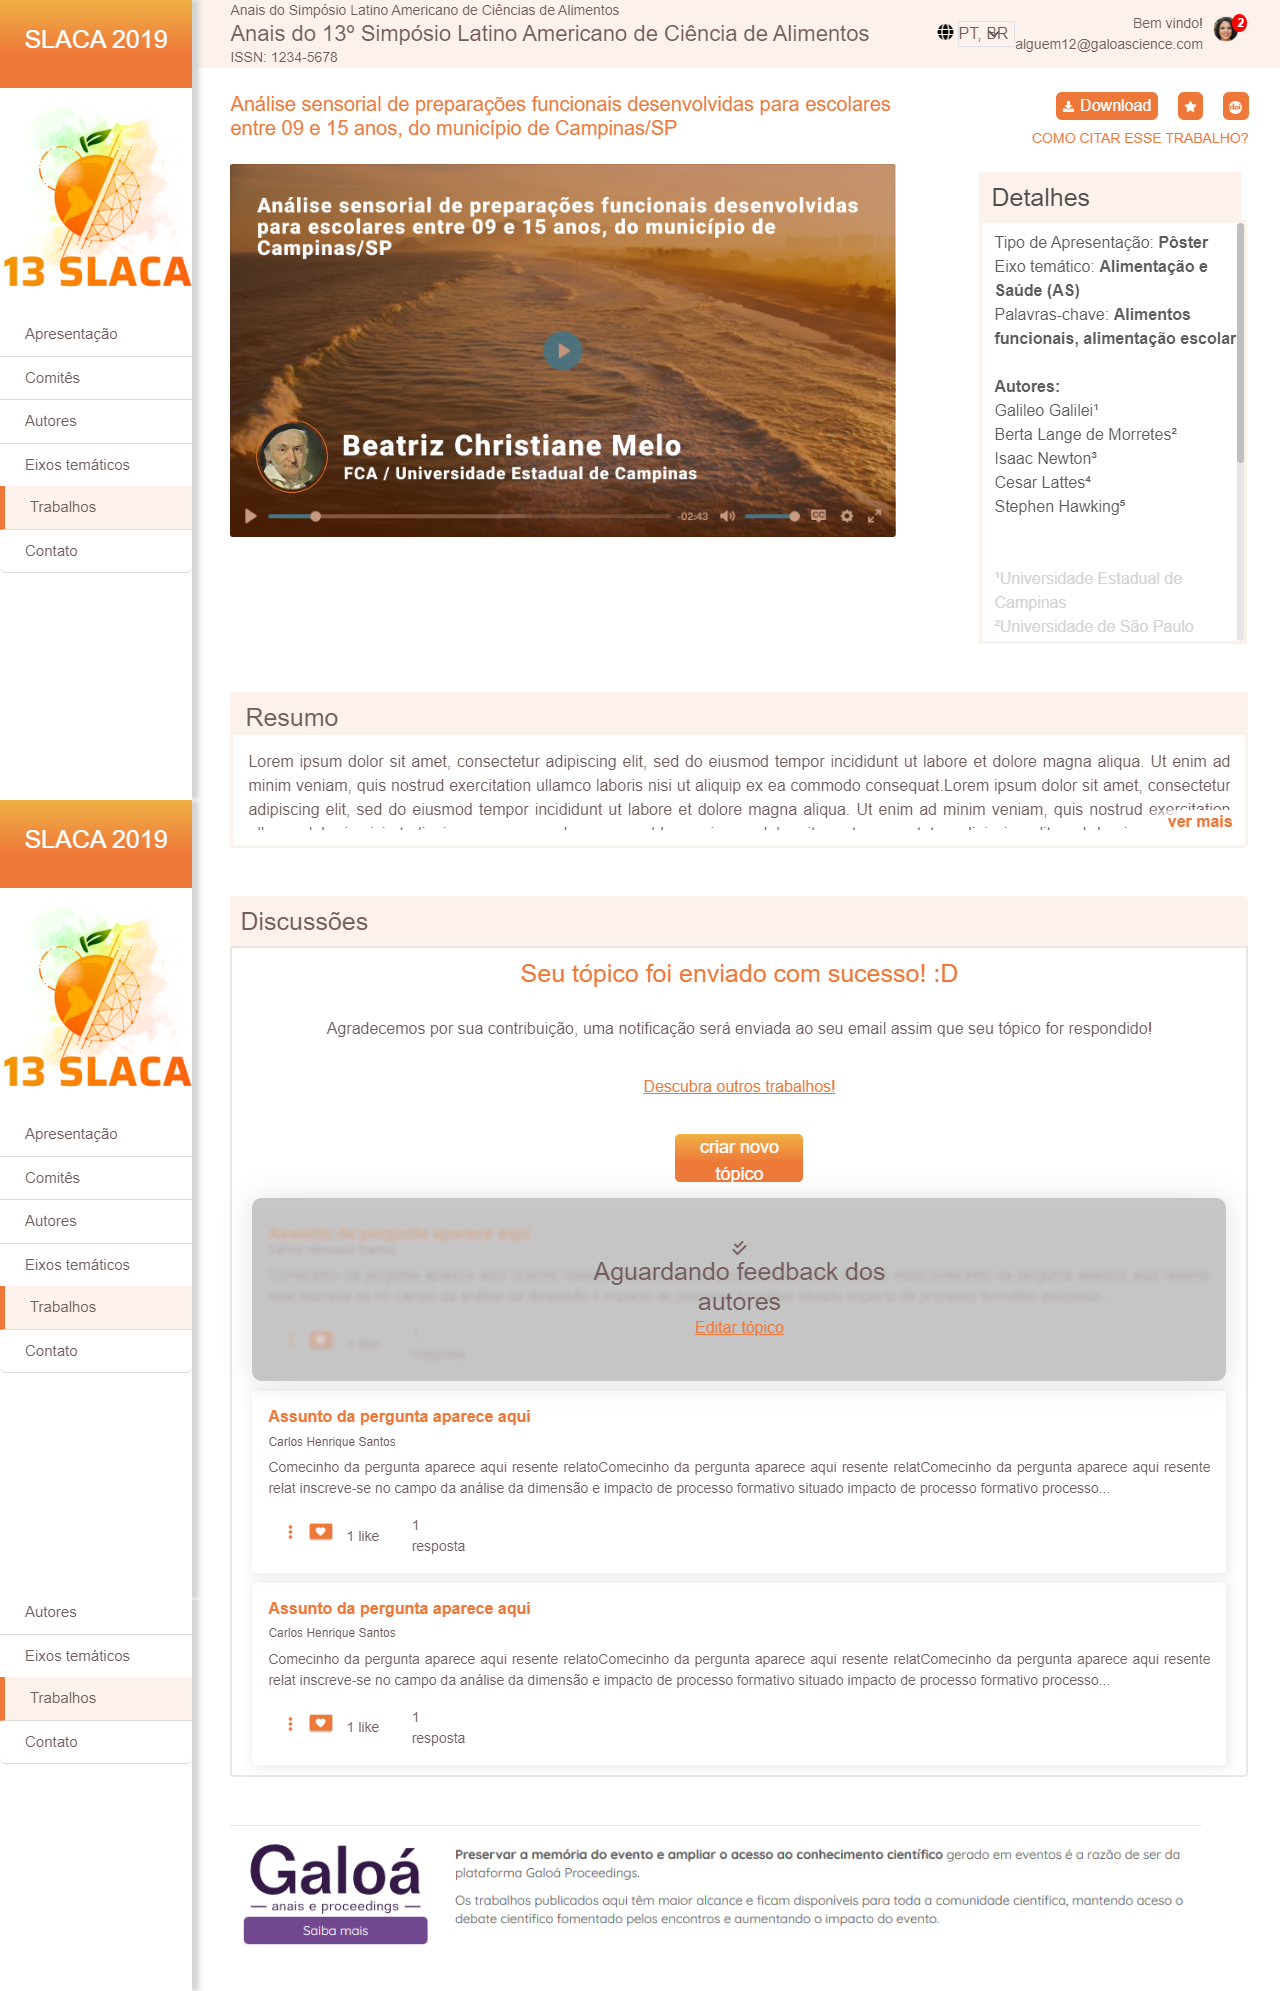 SLACA 2019
Anais do Simpósio Latino Americano de Ciências de Alimentos
Anais do 13º Simpósio Latino Americano de Ciência de Alimentos
ISSN: 1234-5678
PT, BR
Bem vindo!
alguem12@galoascience.com
2
13 SLACA
Apresentação
Comitês
Autores
Eixos temáticos
Trabalhos
Contato
Análise sensorial de preparações funcionais desenvolvidas para escolares
entre 09 e 15 anos, do município de Campinas/SP
Download
doi
COMO CITAR ESSE TRABALHO?
Análise sensorial de preparações funcionais desenvolvidas
para escolares entre 09 e 15 anos, do município de
Campinas/SP
Beatriz Christiane Melo
FCA / Universidade Estadual de Campinas
-02:43
CC
Detalhes
Tipo de Apresentação: Pôster
Eixo temático: Alimentação e
Saúde (AS)
Palavras-chave: Alimentos
funcionais, alimentação escolar
Autores:
Galileo Galilei¹
Berta Lange de Morretes²
Isaac Newton³
Cesar Lattes⁴
Stephen Hawking⁵
¹Universidade Estadual de
Campinas
²Universidade de São Paulo
Resumo
Lorem ipsum dolor sit amet, consectetur adipiscing elit, sed do eiusmod tempor incididunt ut labore et dolore magna aliqua. Ut enim ad
minim veniam, quis nostrud exercitation ullamco laboris nisi ut aliquip ex ea commodo consequat.Lorem ipsum dolor sit amet, consectetur
adipiscing elit, sed do eiusmod tempor incididunt ut labore et dolore magna aliqua. Ut enim ad minim veniam, quis nostrud exercitation
ver mais
SLACA 2019
13 SLACA
Apresentação
Comitês
Autores
Eixos temáticos
Trabalhos
Contato
Discussões
Seu tópico foi enviado com sucesso! :D
Agradecemos por sua contribuição, uma notificação será enviada ao seu email assim que seu tópico for respondido!
Descubra outros trabalhos!
criar novo
tópico
Assunto da pergunta aparece aqui
Carlos Henrique Santos
Aguardando feedback dos
autores
Editar tópico
1 like
1
resposta
Assunto da pergunta aparece aqui
Carlos Henrique Santos
Comecinho da pergunta aparece aqui resente relatoComecinho da pergunta aparece aqui resente relatComecinho da pergunta aparece aqui resente
relat inscreve-se no campo da análise da dimensão e impacto de processo formativo situado impacto de processo formativo processo...
1 like
1
resposta
Assunto da pergunta aparece aqui
Carlos Henrique Santos
Comecinho da pergunta aparece aqui resente relatoComecinho da pergunta aparece aqui resente relatComecinho da pergunta aparece aqui resente
relat inscreve-se no campo da análise da dimensão e impacto de processo formativo situado impacto de processo formativo processo...
1 like
1
resposta
Autores
Eixos temáticos
Trabalhos
Contato
Galoá
anais e proceedings
Saiba mais
Preservar a memória do evento e ampliar o acesso ao conhecimento científico gerado em eventos é a razão de ser da
plataforma Galoá Proceedings.
Os trabalhos publicados aqui têm maior alcance e ficam disponíveis para toda a comunidade científica, mantendo aceso o
debate científico fomentado pelos encontros e aumentando o impacto do evento.